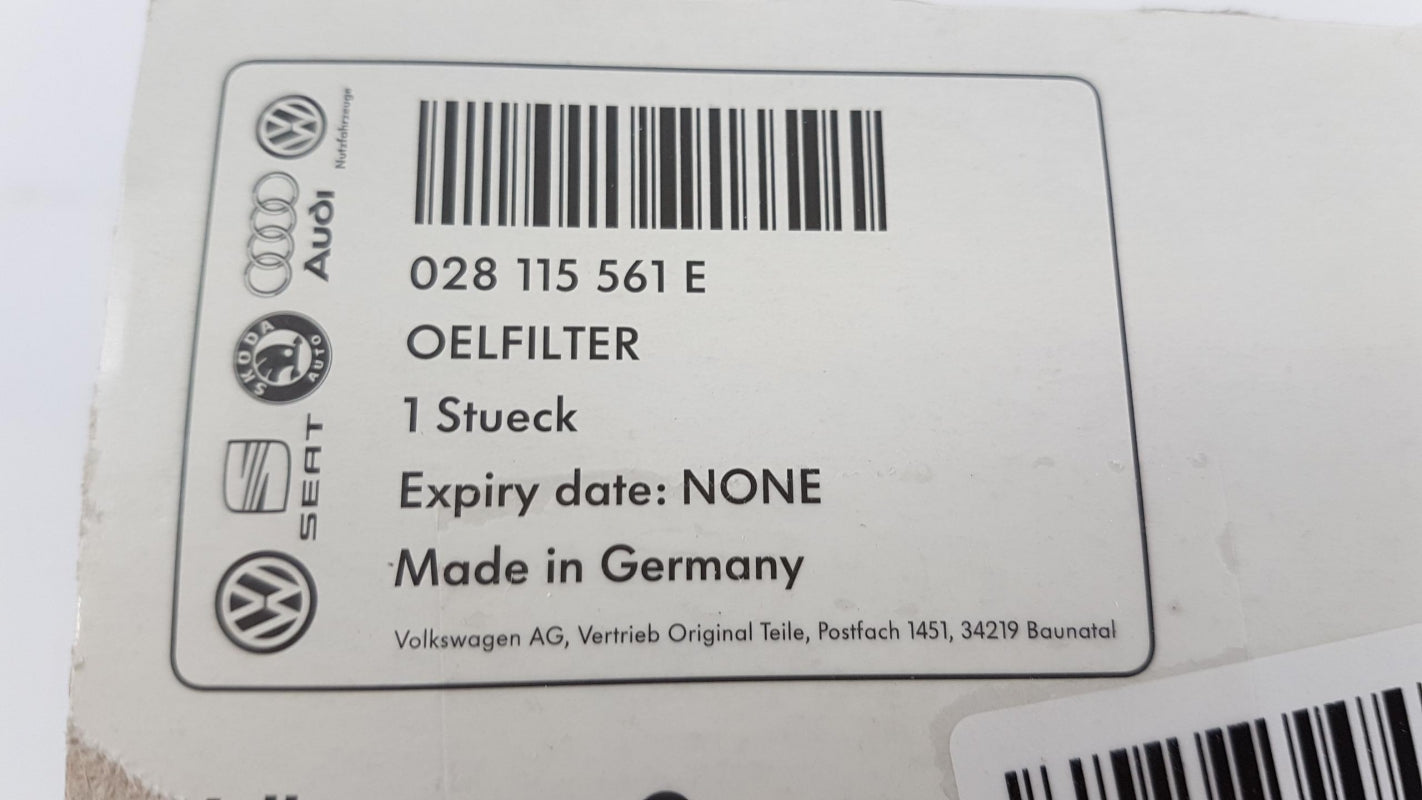 Nutzfahrzeuge
Audi
SKODA
AUTO
SEAT
028 115 561 E
OELFILTER
1 Stueck
Expiry date: NONE
Made in Germany
Volkswagen AG, Vertrieb Original Teile, Postfach 1451, 34219 Baunatal